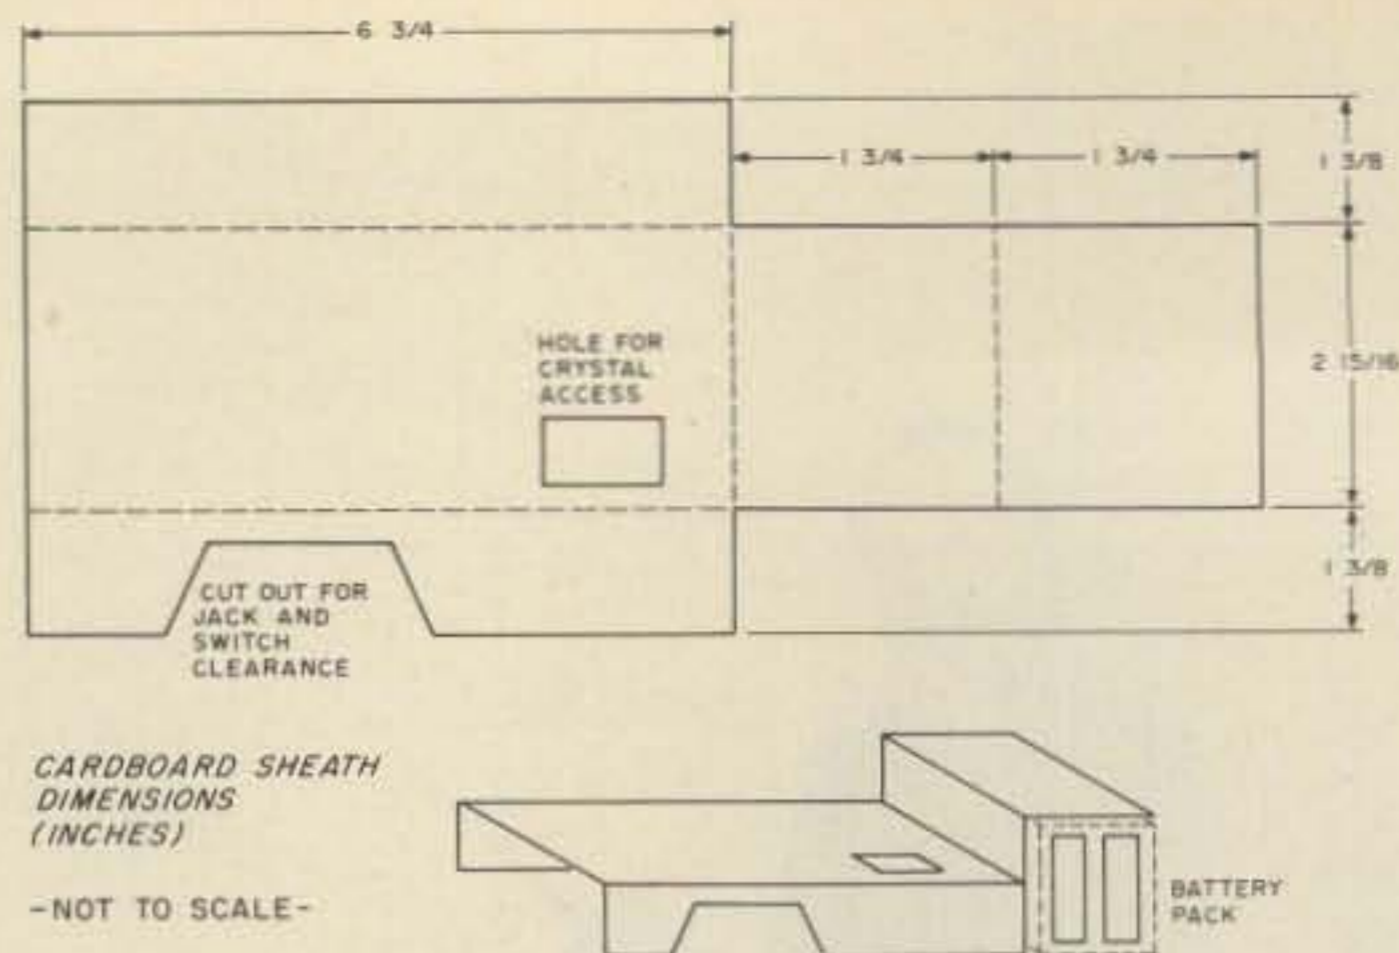 6 3/4
1 3/4
1 3/4
1 3/8
HOLE FOR
CRYSTAL
ACCESS
2 15/16
1 3/8
CUT OUT FOR
JACK AND
SWITCH
CLEARANCE
CARDBOARD SHEATH
DIMENSIONS
(INCHES)
-NOT TO SCALE-
BATTERY
PACK